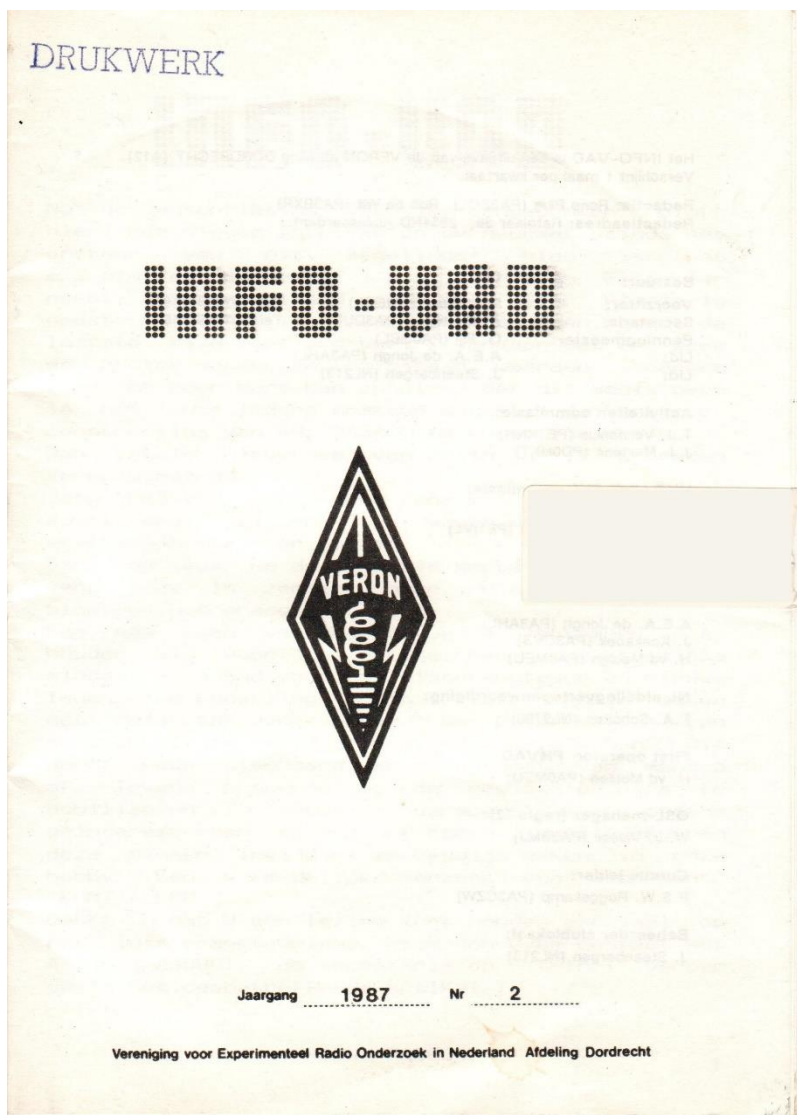 DRUKWERK
INFO-VAD
VERON
Jaargang 1987 Nr 2
Vereniging voor Experimenteel Radio Onderzoek in Nederland Afdeling Dordrecht